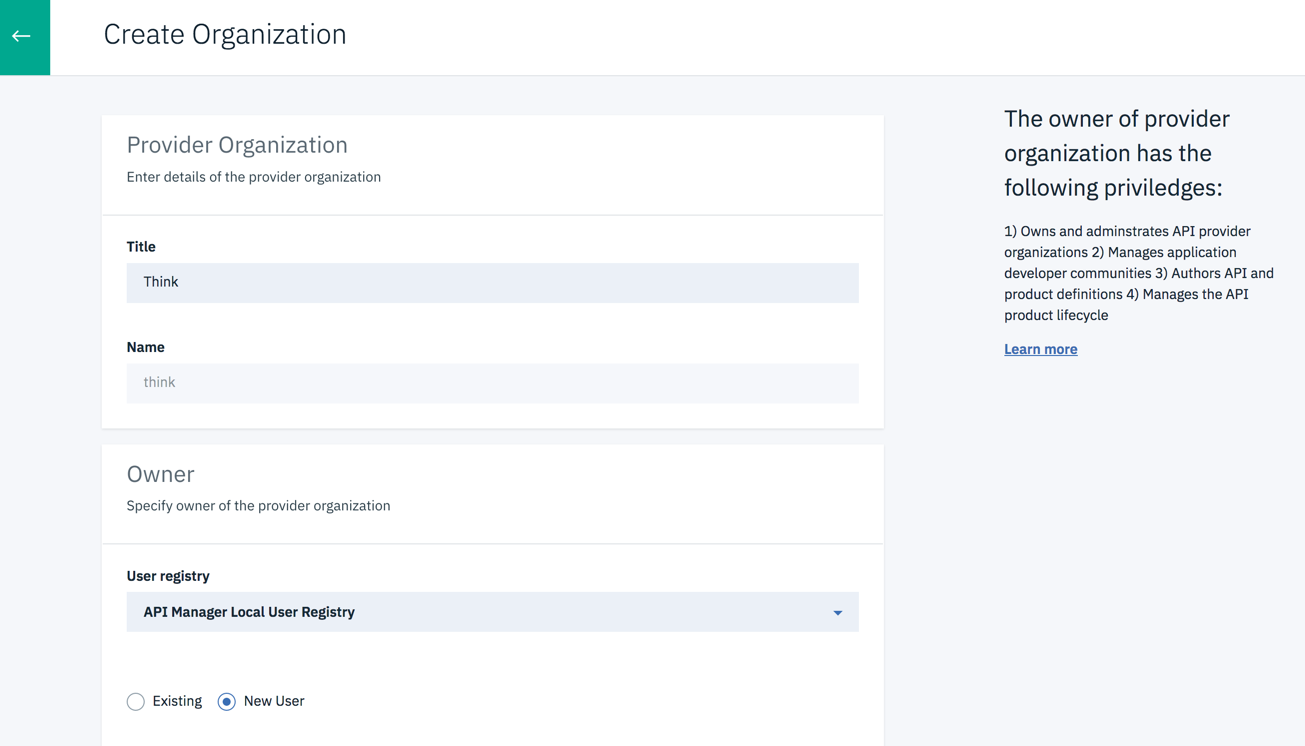 Create Organization
Provider Organization
Enter details of the provider organization
Title
Think
Name
think
Owner
Specify owner of the provider organization
User registry
API Manager Local User Registry
Existing
New User
The owner of provider
organization has the
following priviledges:
1) Owns and adminstrates API provider
organizations 2) Manages application
developer communities 3) Authors API and
product definitions 4) Manages the API
product lifecycle
Learn more